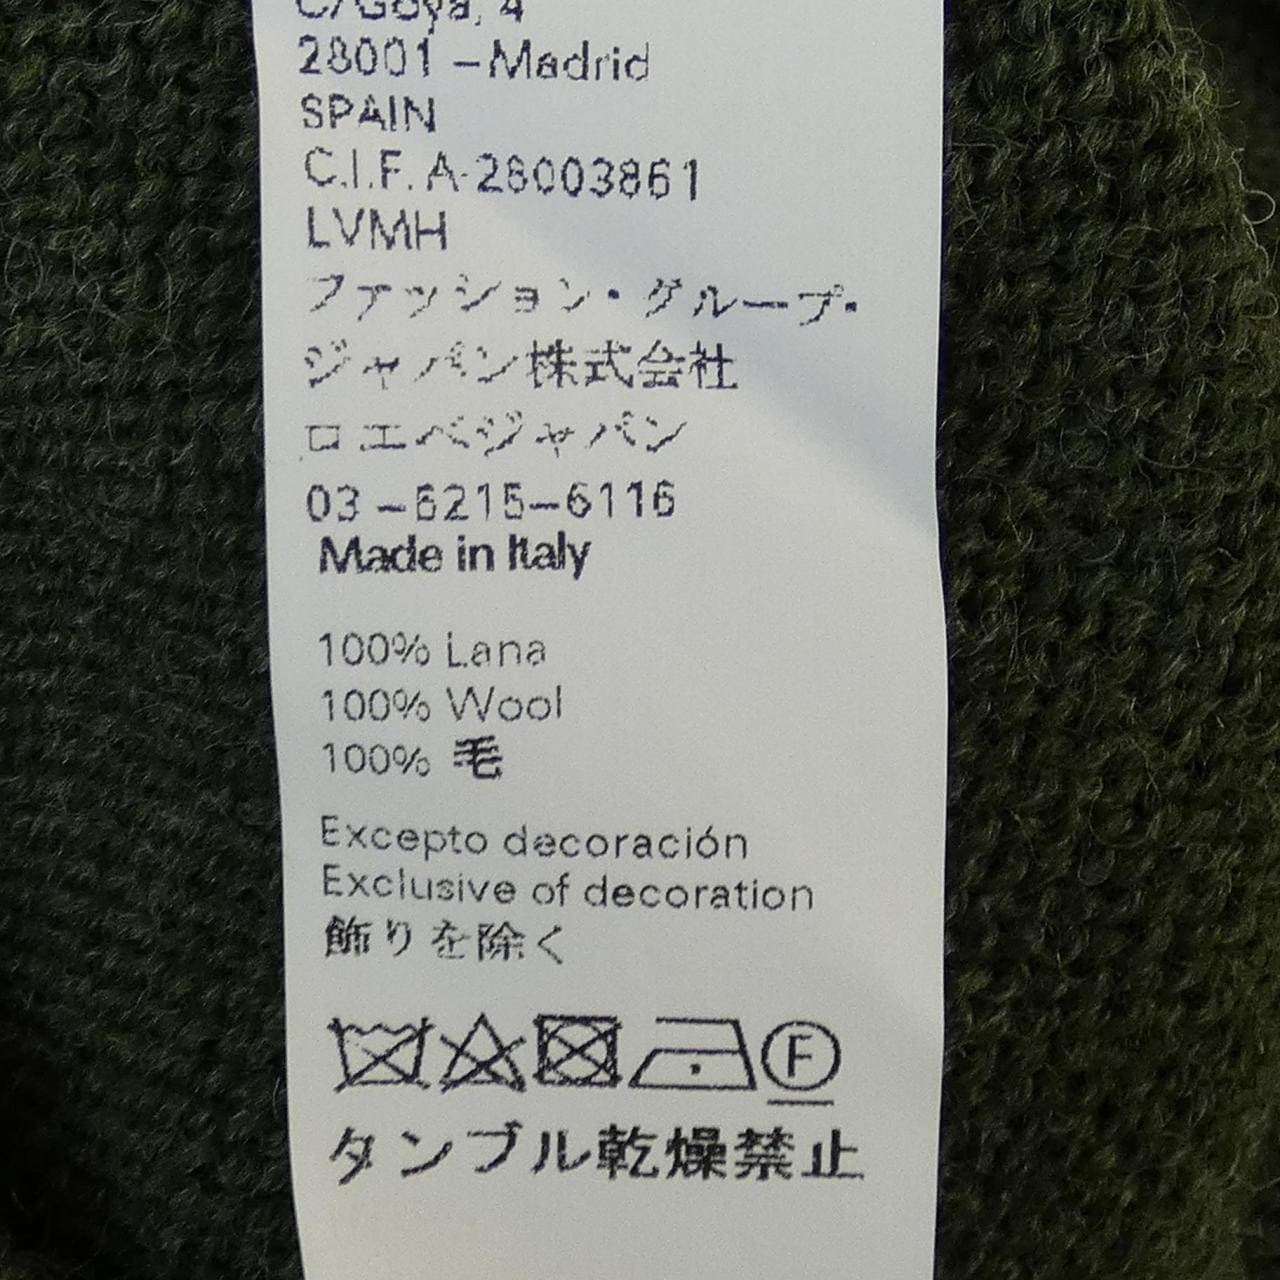 C/Goya, 4
28001 –Madrid
SPAIN
C.I.F. A-28003861
LVMH
ファッション・グループ・
ジャパン株式会社
ロエベジャパン
03 –6215–6116
Made in Italy
100% Lana
100% Wool
100% 毛
Excepto decoración
Exclusive of decoration
飾りを除く
F
タンブル乾燥禁止